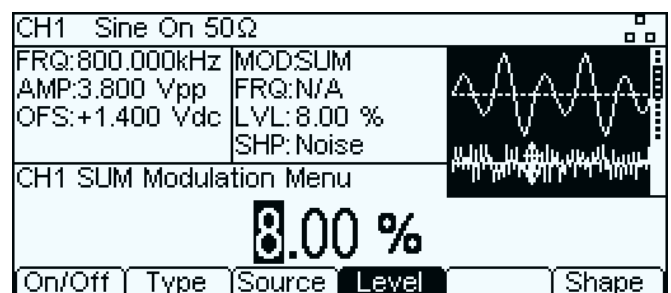 CH1 Sine On 50Ω
FRQ:800.000kHz
AMP:3.800 Vpp
OFS:+1.400 Vdc
MOD:SUM
FRQ:N/A
LVL:8.00 %
SHP:Noise
CH1 SUM Modulation Menu
8.00 %
On/Off Type Source Level Shape